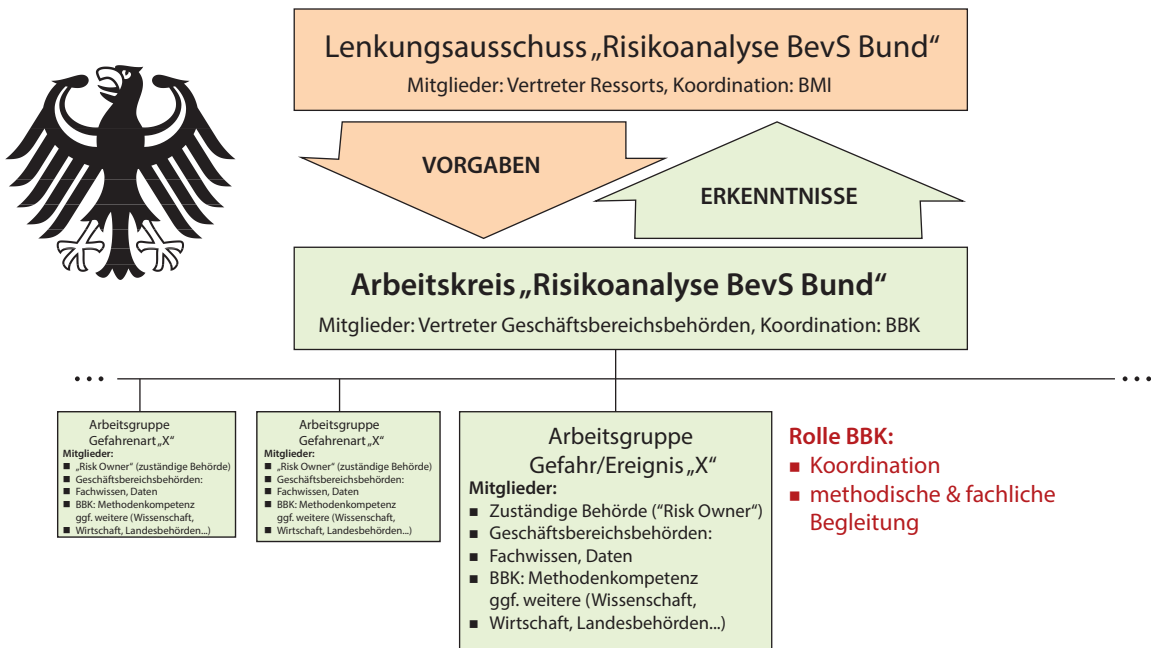 Lenkungsausschuss „Risikoanalyse BevS Bund“
Mitglieder: Vertreter Ressorts, Koordination: BMI
VORGABEN
ERKENNTNISSE
Arbeitskreis „Risikoanalyse BevS Bund“
Mitglieder: Vertreter Geschäftsbereichsbehörden, Koordination: BBK
...
...
Arbeitsgruppe
Gefahrenart „X“
Mitglieder:
■ „Risk Owner“ (zuständige Behörde)
■ Geschäftsbereichsbehörden:
■ Fachwissen, Daten
■ BBK: Methodenkompetenz
ggf. weitere (Wissenschaft,
■ Wirtschaft, Landesbehörden...)
Arbeitsgruppe
Gefahrenart „X“
Mitglieder:
■ „Risk Owner“ (zuständige Behörde)
■ Geschäftsbereichsbehörden:
■ Fachwissen, Daten
■ BBK: Methodenkompetenz
ggf. weitere (Wissenschaft,
■ Wirtschaft, Landesbehörden...)
Arbeitsgruppe
Gefahr/Ereignis „X“
Mitglieder:
■ Zuständige Behörde (“Risk Owner“)
■ Geschäftsbereichsbehörden:
■ Fachwissen, Daten
■ BBK: Methodenkompetenz
ggf. weitere (Wissenschaft,
■ Wirtschaft, Landesbehörden...)
Rolle BBK:
■ Koordination
■ methodische & fachliche
Begleitung